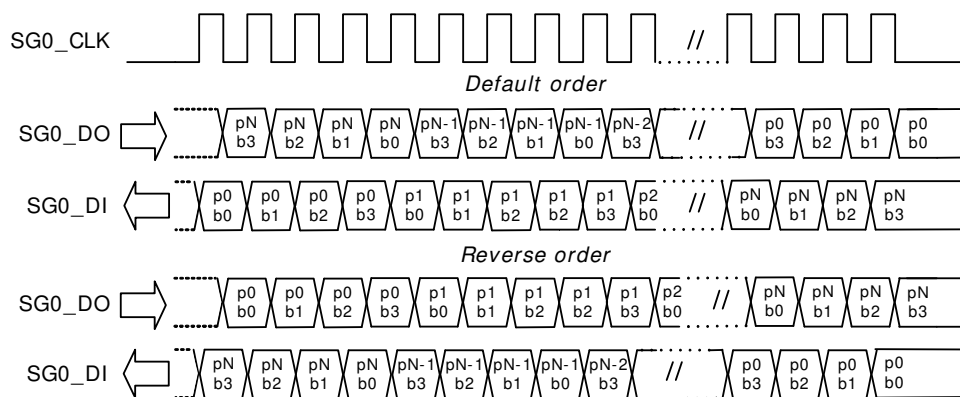 SG0_CLK //
Default order
SG0_DO pN b3 pN b2 pN b1 pN b0 pN-1 b3 pN-1 b2 pN-1 b1 pN-1 b0 pN-2 b3 // p0 b3 p0 b2 p0 b1 p0 b0
SG0_DI p0 b0 p0 b1 p0 b2 p0 b3 p1 b0 p1 b1 p1 b2 p1 b2 p1 b3 p2 b0 // pN b0 pN b1 pN b2 pN b3
Reverse order
SG0_DO p0 b0 p0 b1 p0 b2 p0 b3 p1 b0 p1 b1 p1 b2 p1 b2 p1 b3 p2 b0 // pN b0 pN b1 pN b2 pN b3
SG0_DI pN b3 pN b2 pN b1 pN b0 pN-1 b3 pN-1 b2 pN-1 b1 pN-1 b0 pN-2 b3 // p0 b3 p0 b2 p0 b1 p0 b0